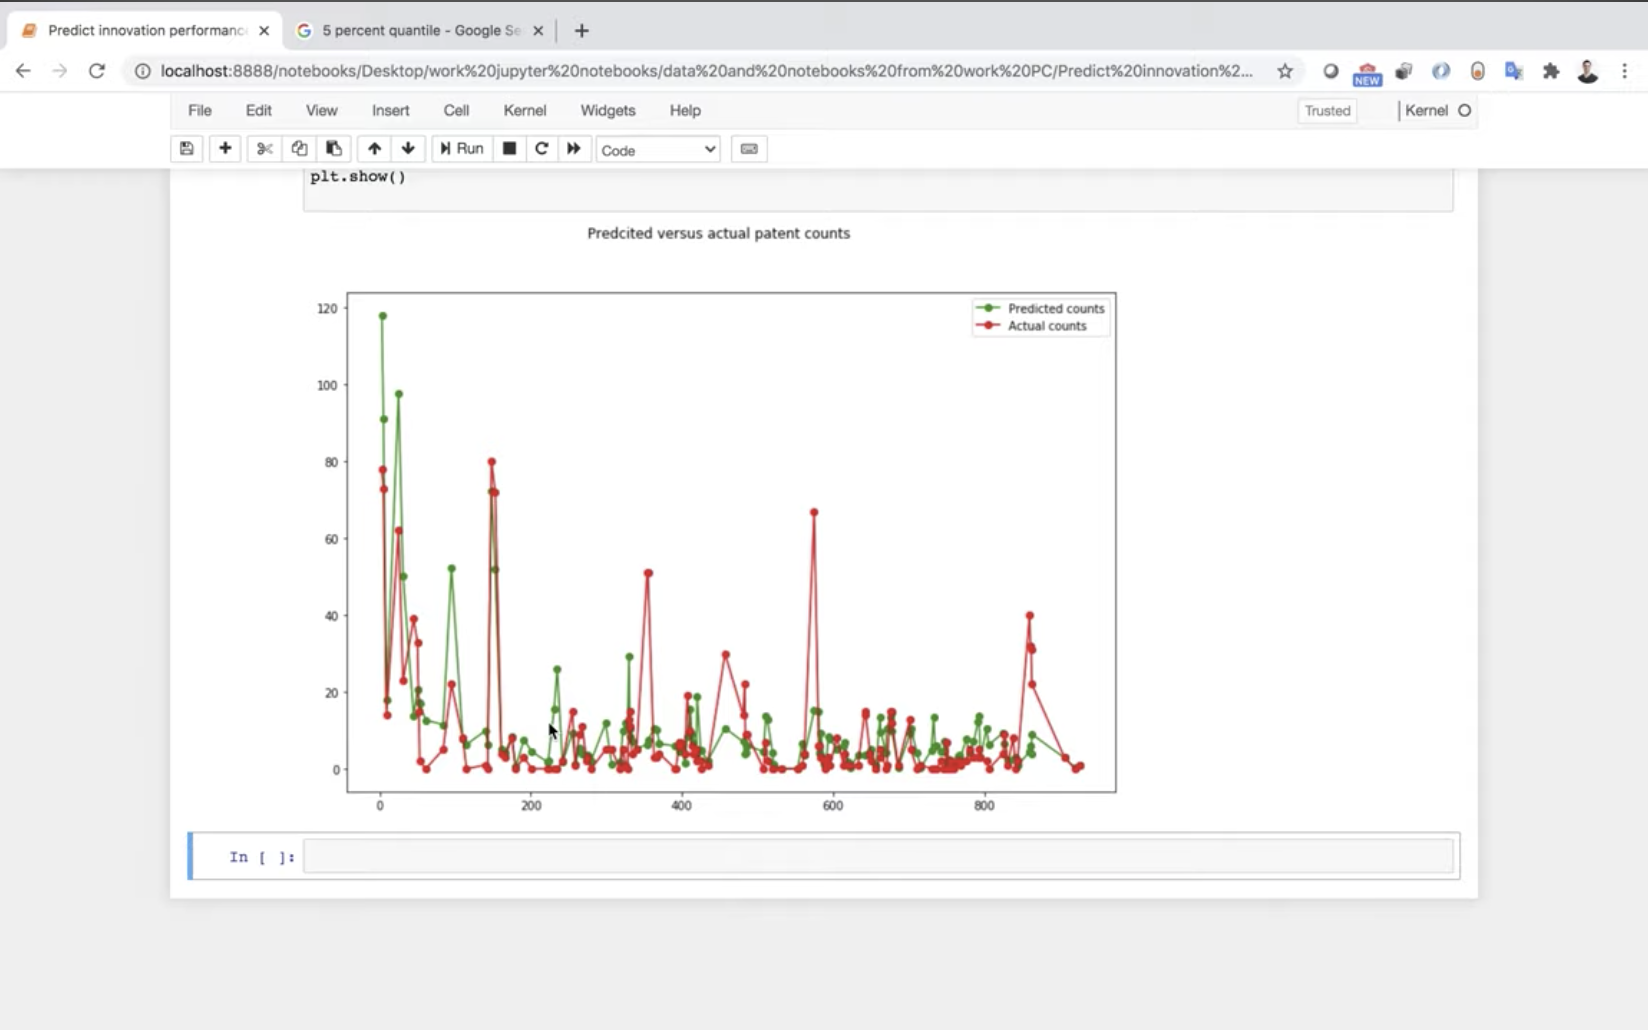 Predict innovation performanc
5 percent quantile - Google Se
localhost:8888/notebooks/Desktop/work%20jupyter%20notebooks/data%20and%20notebooks%20from%20work%20PC/Predict%20innovation%2...
NEW
File Edit View Insert Cell Kernel Widgets Help Trusted Kernel
Run Code
plt.show()
Predcited versus actual patent counts
Predicted counts
Actual counts
120
100
80
60
40
20
0
0 200 400 600 800
In [ ]: